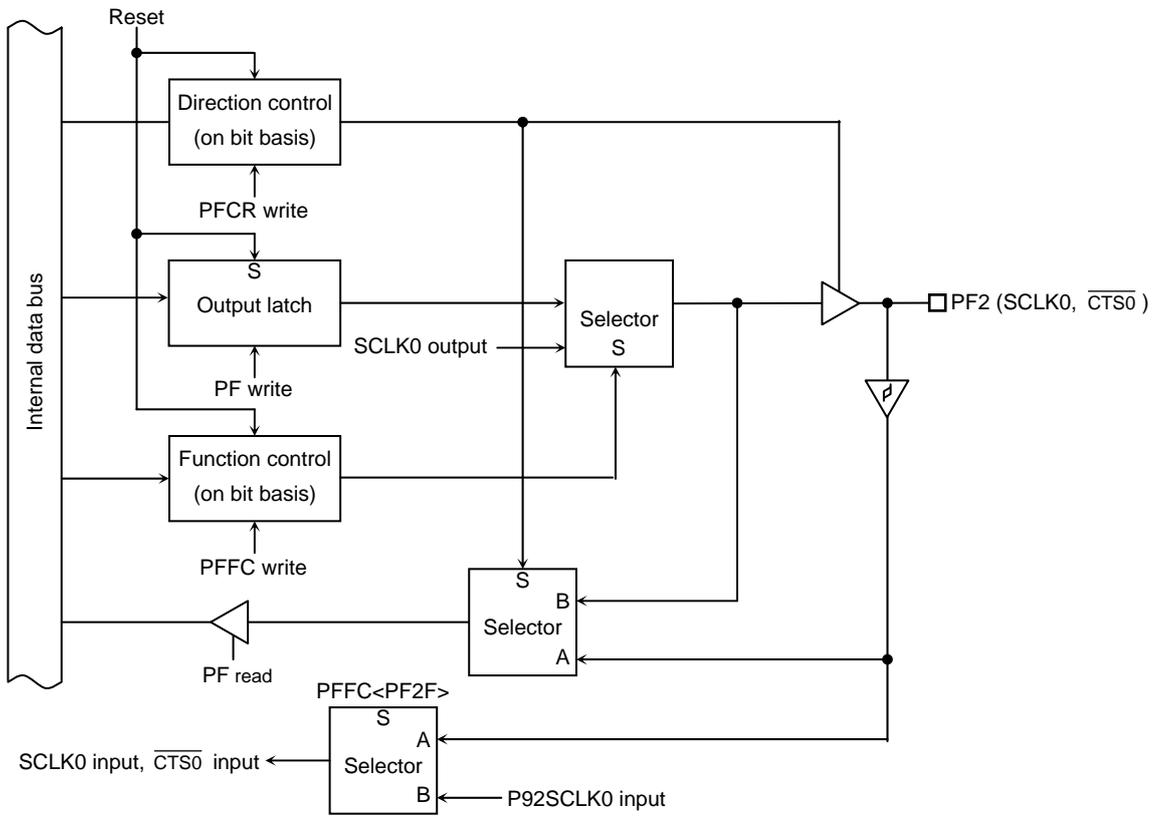 Reset
Direction control
(on bit basis)
PFCR write
Internal data bus
S
Output latch
PF write
SCLK0 output
Selector
S
PF2 (SCLK0, CTS0 )
Function control
(on bit basis)
PFFC write
S
B
Selector
A
PF read
PFFC<PF2F>
S
A
Selector
B
SCLK0 input, CTS0 input
P92SCLK0 input